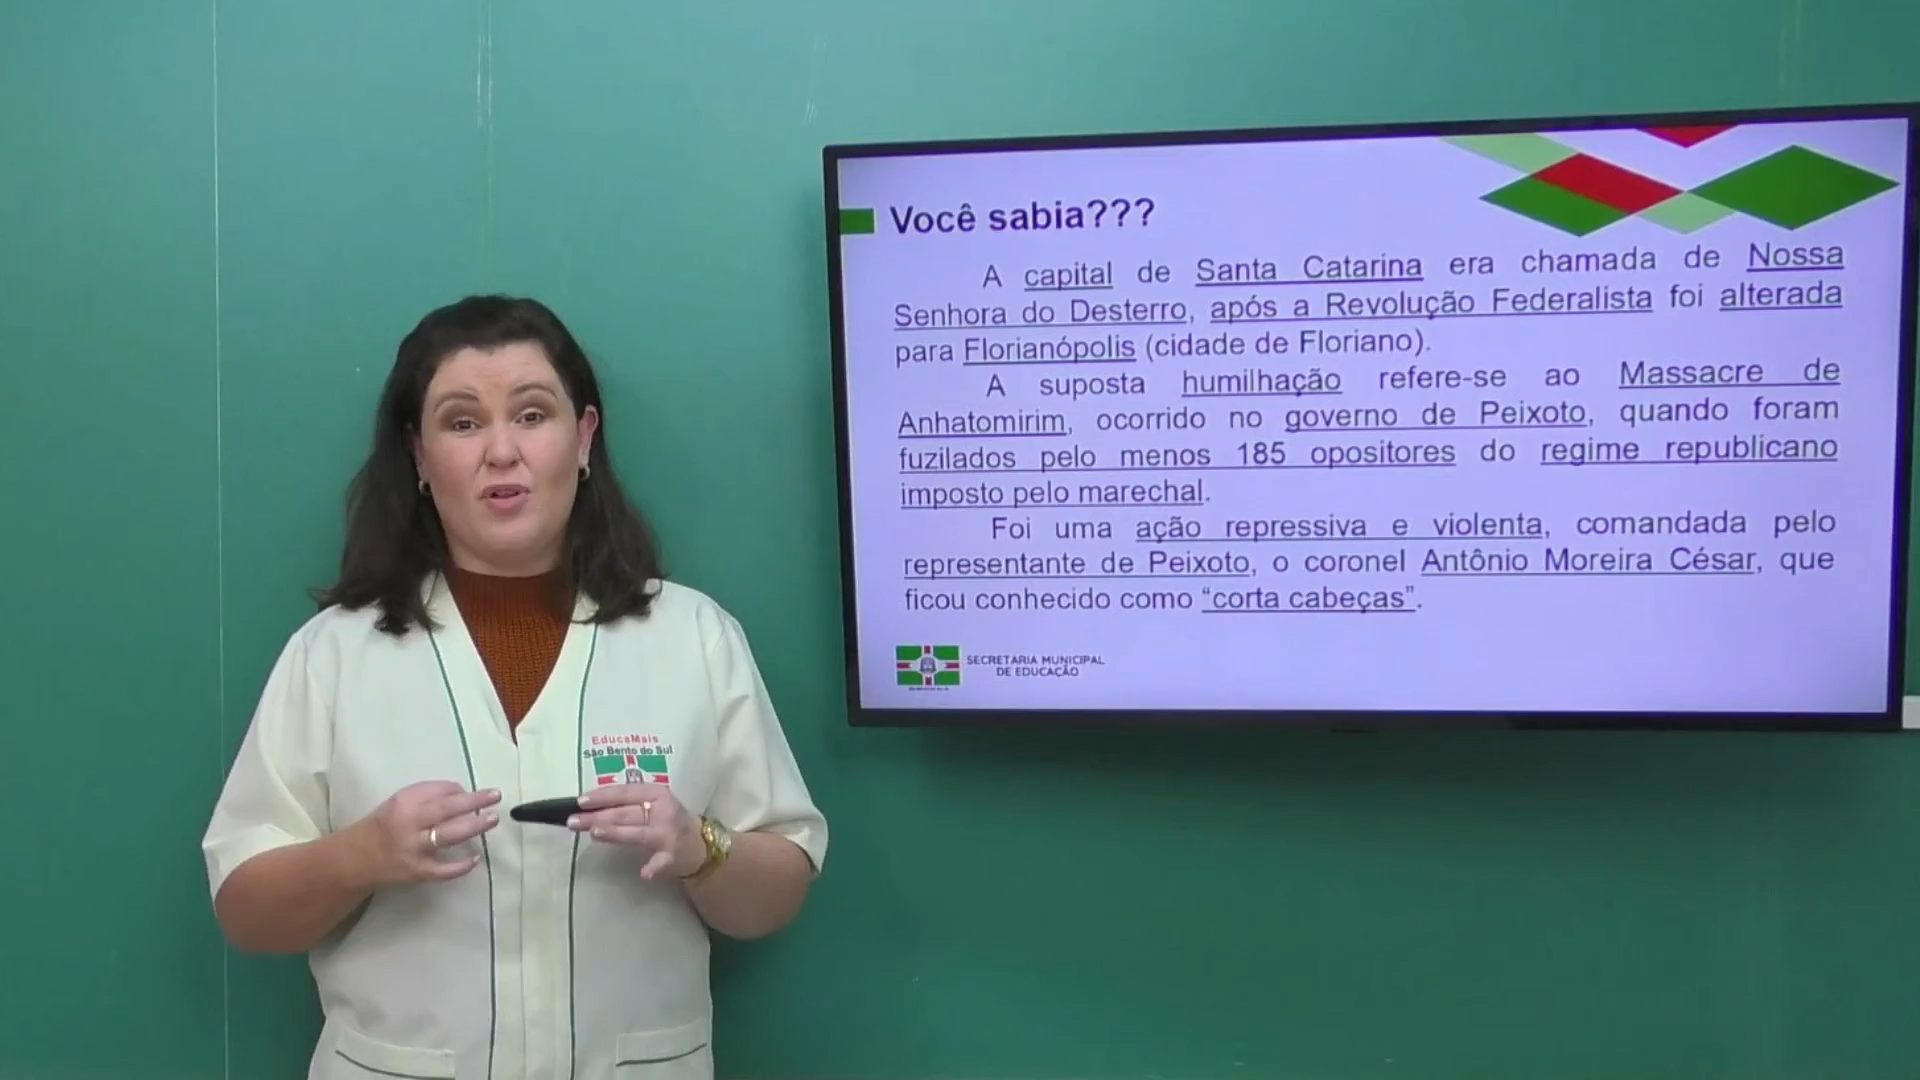 Você sabia???
A capital de Santa Catarina era chamada de Nossa
Senhora do Desterro, após a Revolução Federalista foi alterada
para Florianópolis (cidade de Floriano).
A suposta humilhação refere-se ao Massacre de
Anhatomirim, ocorrido no governo de Peixoto, quando foram
fuzilados pelo menos 185 opositores do regime republicano
imposto pelo marechal.
Foi uma ação repressiva e violenta, comandada pelo
representante de Peixoto, o coronel Antônio Moreira César, que
ficou conhecido como “corta cabeças”.
SECRETARIA MUNICIPAL
DE EDUCAÇÃO
EducaMais
São Bento do Sul